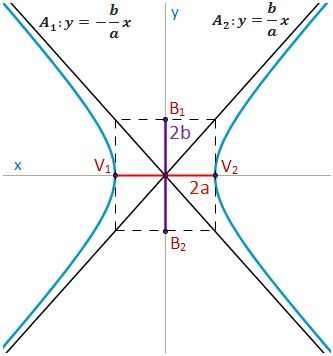 A₁: y = -b/a x
y
A₂: y = b/a x
B₁
2b
x
V₁
V₂
2a
B₂